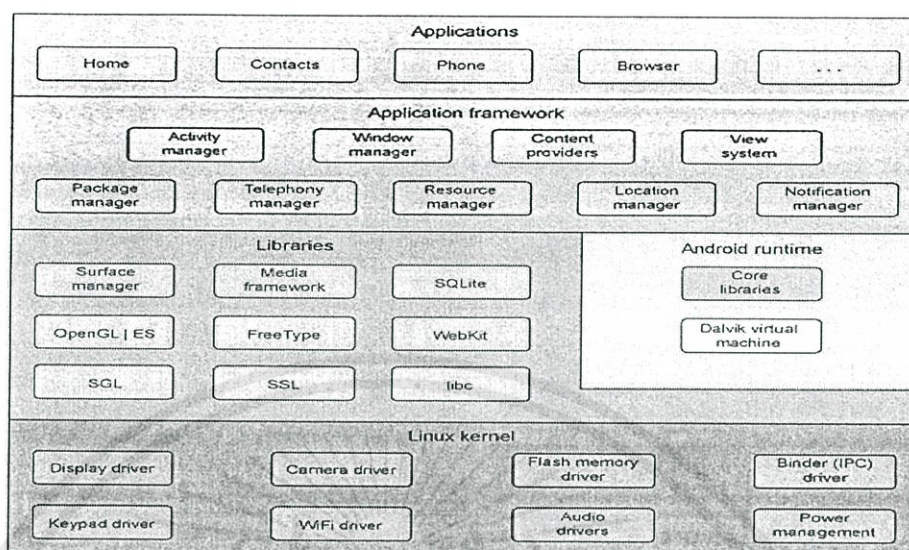 Applications
Home
Contacts
Phone
Browser
. . .
Application framework
Activity
manager
Window
manager
Content
providers
View
system
Package
manager
Telephony
manager
Resource
manager
Location
manager
Notification
manager
Libraries
Surface
manager
Media
framework
SQLite
OpenGL | ES
FreeType
WebKit
SGL
SSL
libc
Android runtime
Core
libraries
Dalvik virtual
machine
Linux kernel
Display driver
Camera driver
Flash memory
driver
Binder (IPC)
driver
Keypad driver
WiFi driver
Audio
drivers
Power
management